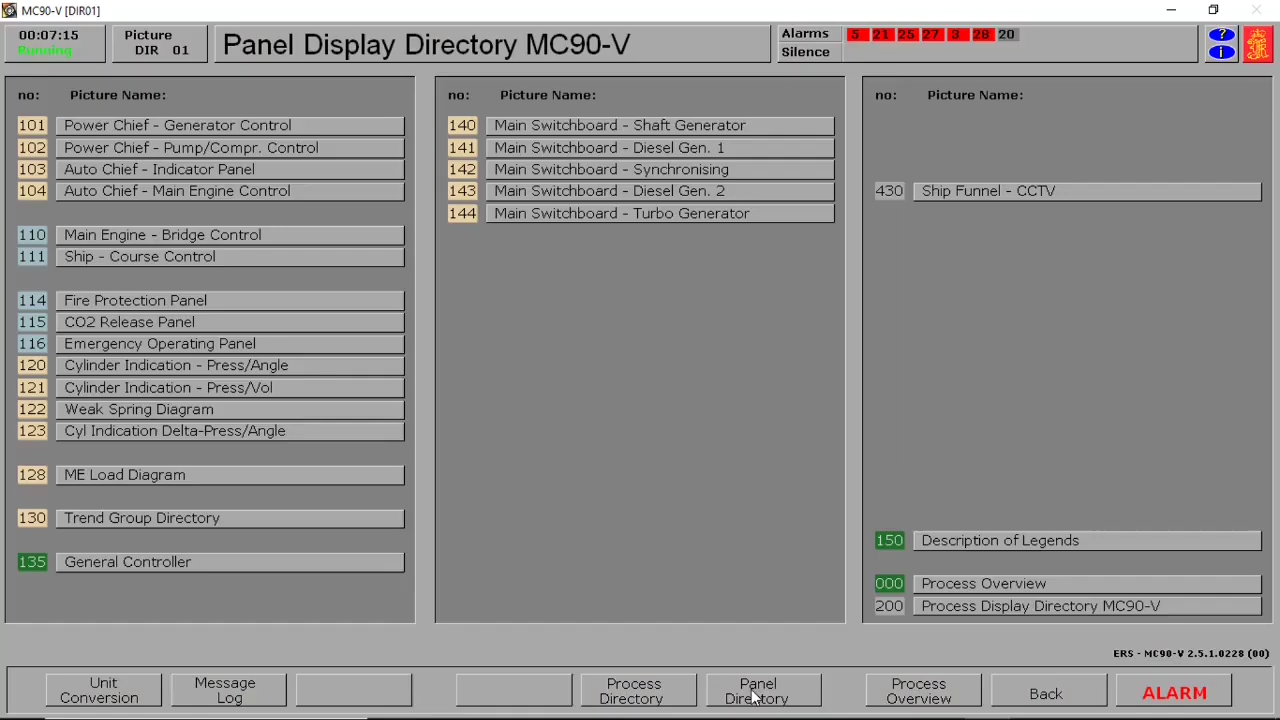 MC90-V [DIR01]
00:07:15
Running
Picture
DIR 01
Panel Display Directory MC90-V
Alarms
Silence
5 21 25 27 3 28 20
?
i
no: Picture Name:
101 Power Chief - Generator Control
102 Power Chief - Pump/Compr. Control
103 Auto Chief - Indicator Panel
104 Auto Chief - Main Engine Control
110 Main Engine - Bridge Control
111 Ship - Course Control
114 Fire Protection Panel
115 CO2 Release Panel
116 Emergency Operating Panel
120 Cylinder Indication - Press/Angle
121 Cylinder Indication - Press/Vol
122 Weak Spring Diagram
123 Cyl Indication Delta-Press/Angle
128 ME Load Diagram
130 Trend Group Directory
135 General Controller
no: Picture Name:
140 Main Switchboard - Shaft Generator
141 Main Switchboard - Diesel Gen. 1
142 Main Switchboard - Synchronising
143 Main Switchboard - Diesel Gen. 2
144 Main Switchboard - Turbo Generator
no: Picture Name:
430 Ship Funnel - CCTV
150 Description of Legends
000 Process Overview
200 Process Display Directory MC90-V
ERS - MC90-V 2.5.1.0228 (00)
Unit
Conversion
Message
Log
Process
Directory
Panel
Directory
Process
Overview
Back
ALARM